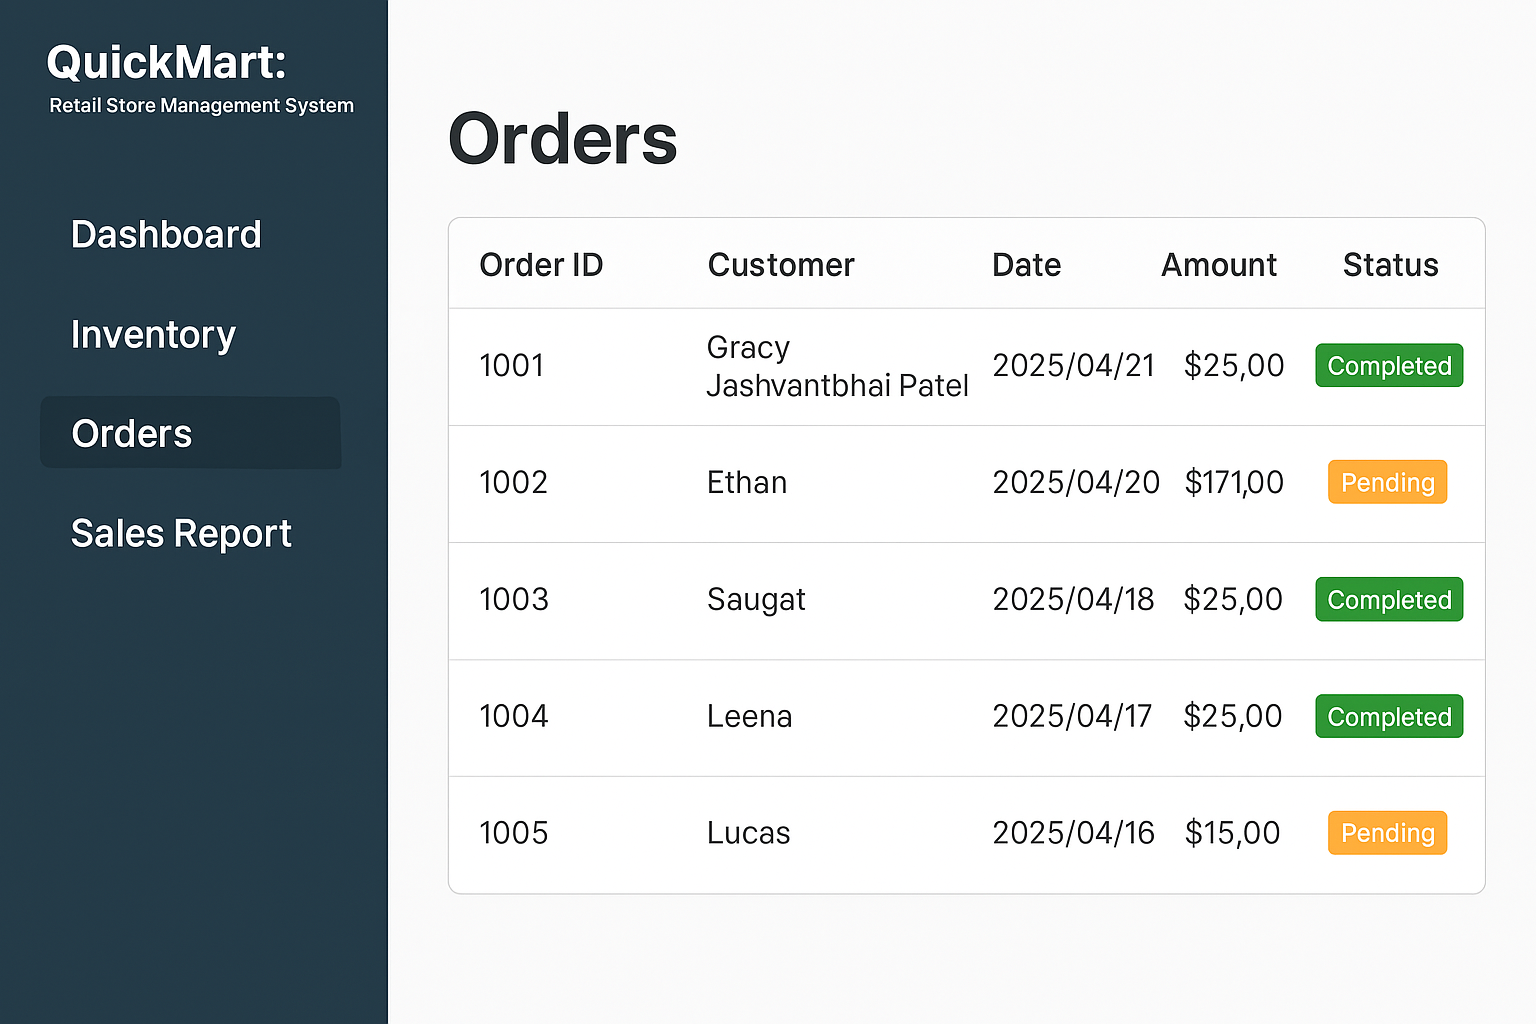 QuickMart:
Retail Store Management System
Dashboard
Inventory
Orders
Sales Report
Orders
Order ID Customer Date Amount Status
1001 Gracy Jashvantbhai Patel 2025/04/21 $25,00 Completed
1002 Ethan 2025/04/20 $171,00 Pending
1003 Saugat 2025/04/18 $25,00 Completed
1004 Leena 2025/04/17 $25,00 Completed
1005 Lucas 2025/04/16 $15,00 Pending